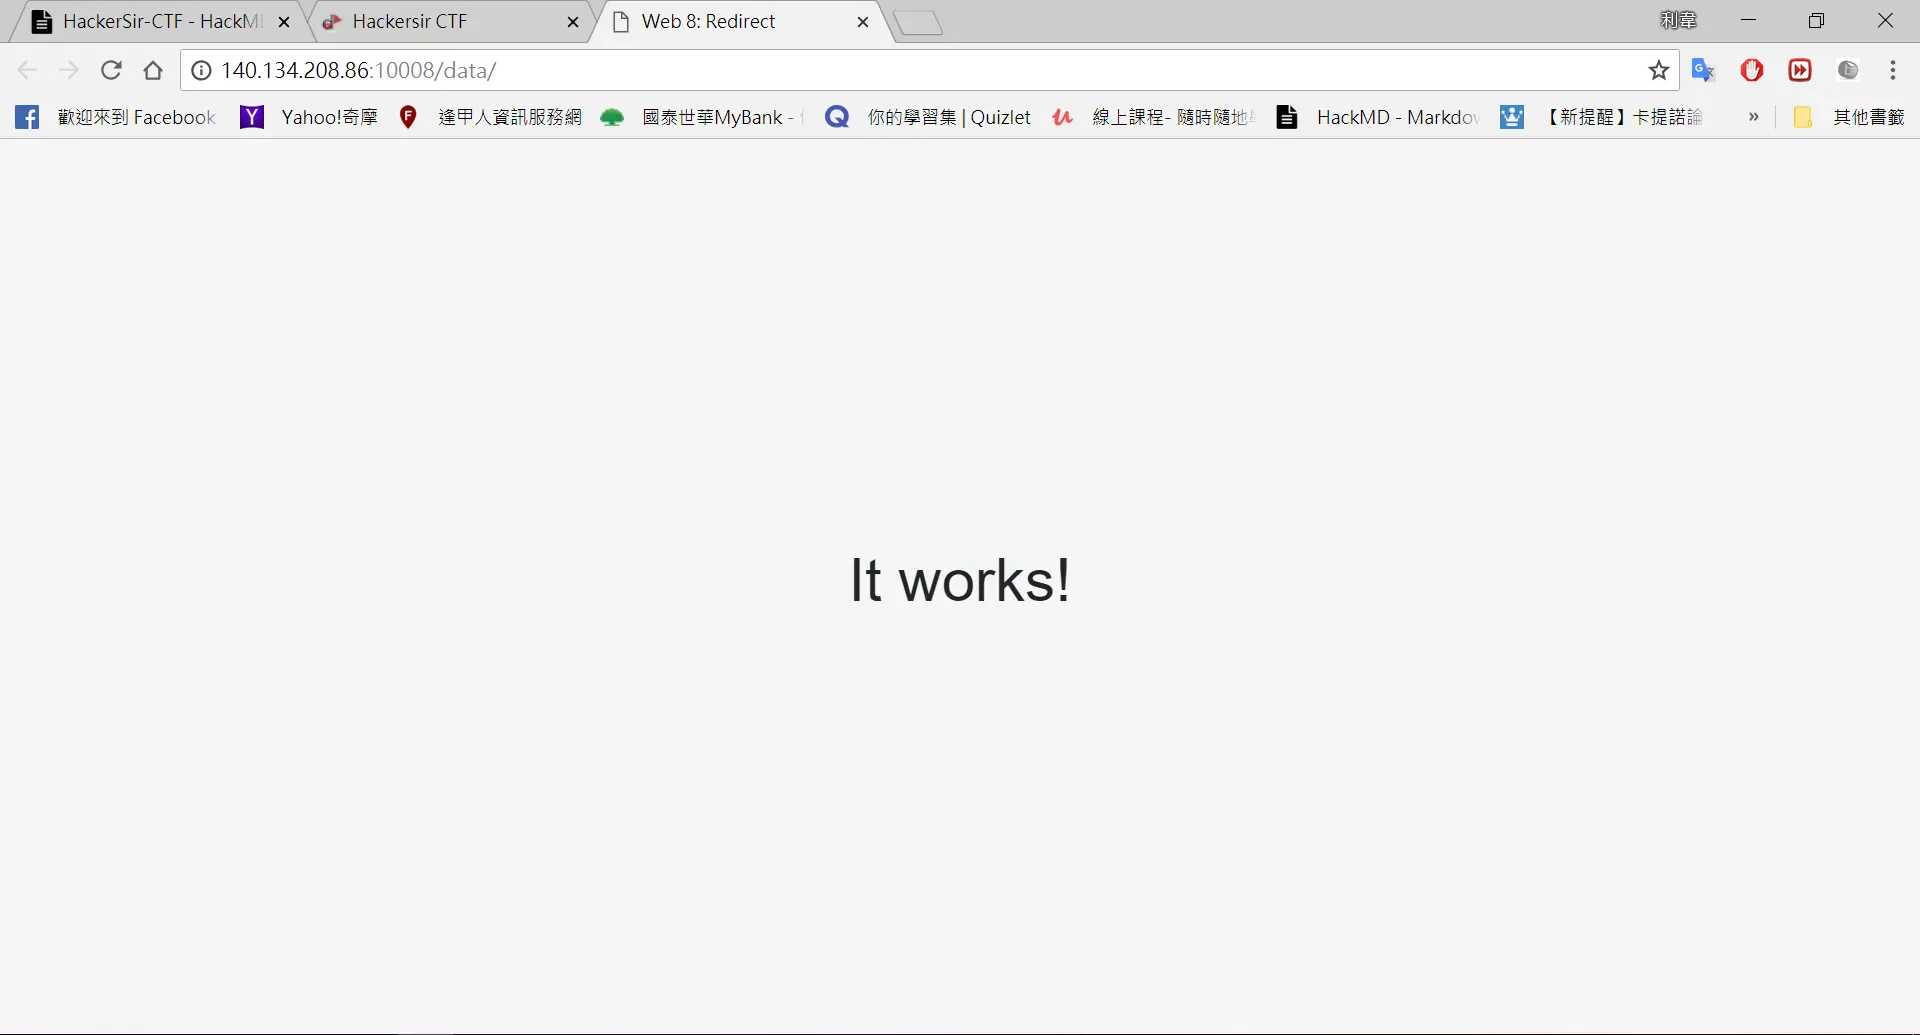 HackerSir-CTF - HackM
Hackersir CTF
Web 8: Redirect
利韋
140.134.208.86:10008/data/
歡迎來到 Facebook
Yahoo!奇摩
逢甲人資訊服務網
國泰世華MyBank -
你的學習集 | Quizlet
線上課程- 隨時隨地
HackMD - Markdow
【新提醒】卡提諾論
»
其他書籤
It works!